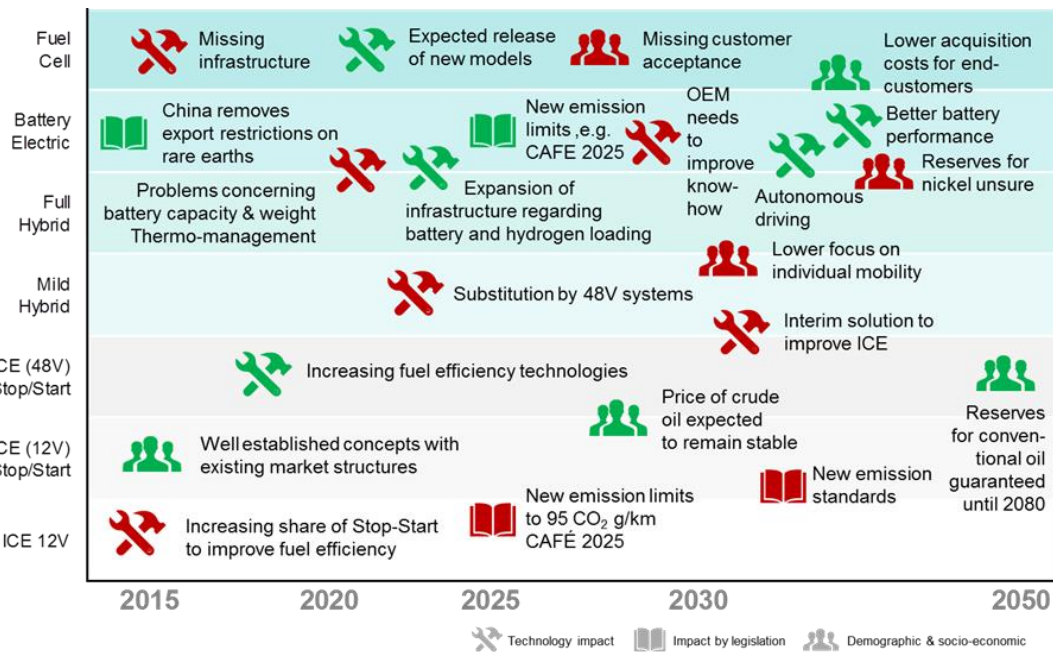 Fuel
Cell
Missing
infrastructure
Expected release
of new models
Missing customer
acceptance
Lower acquisition
costs for end-
customers
Battery
Electric
China removes
export restrictions on
rare earths
New emission
limits ,e.g.
CAFE 2025
OEM
needs
to
improve
know-
how
Better battery
performance
Reserves for
nickel unsure
Autonomous
driving
Full
Hybrid
Problems concerning
battery capacity & weight
Thermo-management
Expansion of
infrastructure regarding
battery and hydrogen loading
Lower focus on
individual mobility
Mild
Hybrid
Substitution by 48V systems
Interim solution to
improve ICE
CE (48V)
Stop/Start
Increasing fuel efficiency technologies
Price of crude
oil expected
to remain stable
Reserves
for conven-
tional oil
guaranteed
until 2080
CE (12V)
Stop/Start
Well established concepts with
existing market structures
New emission
standards
ICE 12V
Increasing share of Stop-Start
to improve fuel efficiency
New emission limits
to 95 CO₂ g/km
CAFÉ 2025
2015 2020 2025 2030 2050
Technology impact Impact by legislation Demographic & socio-economic